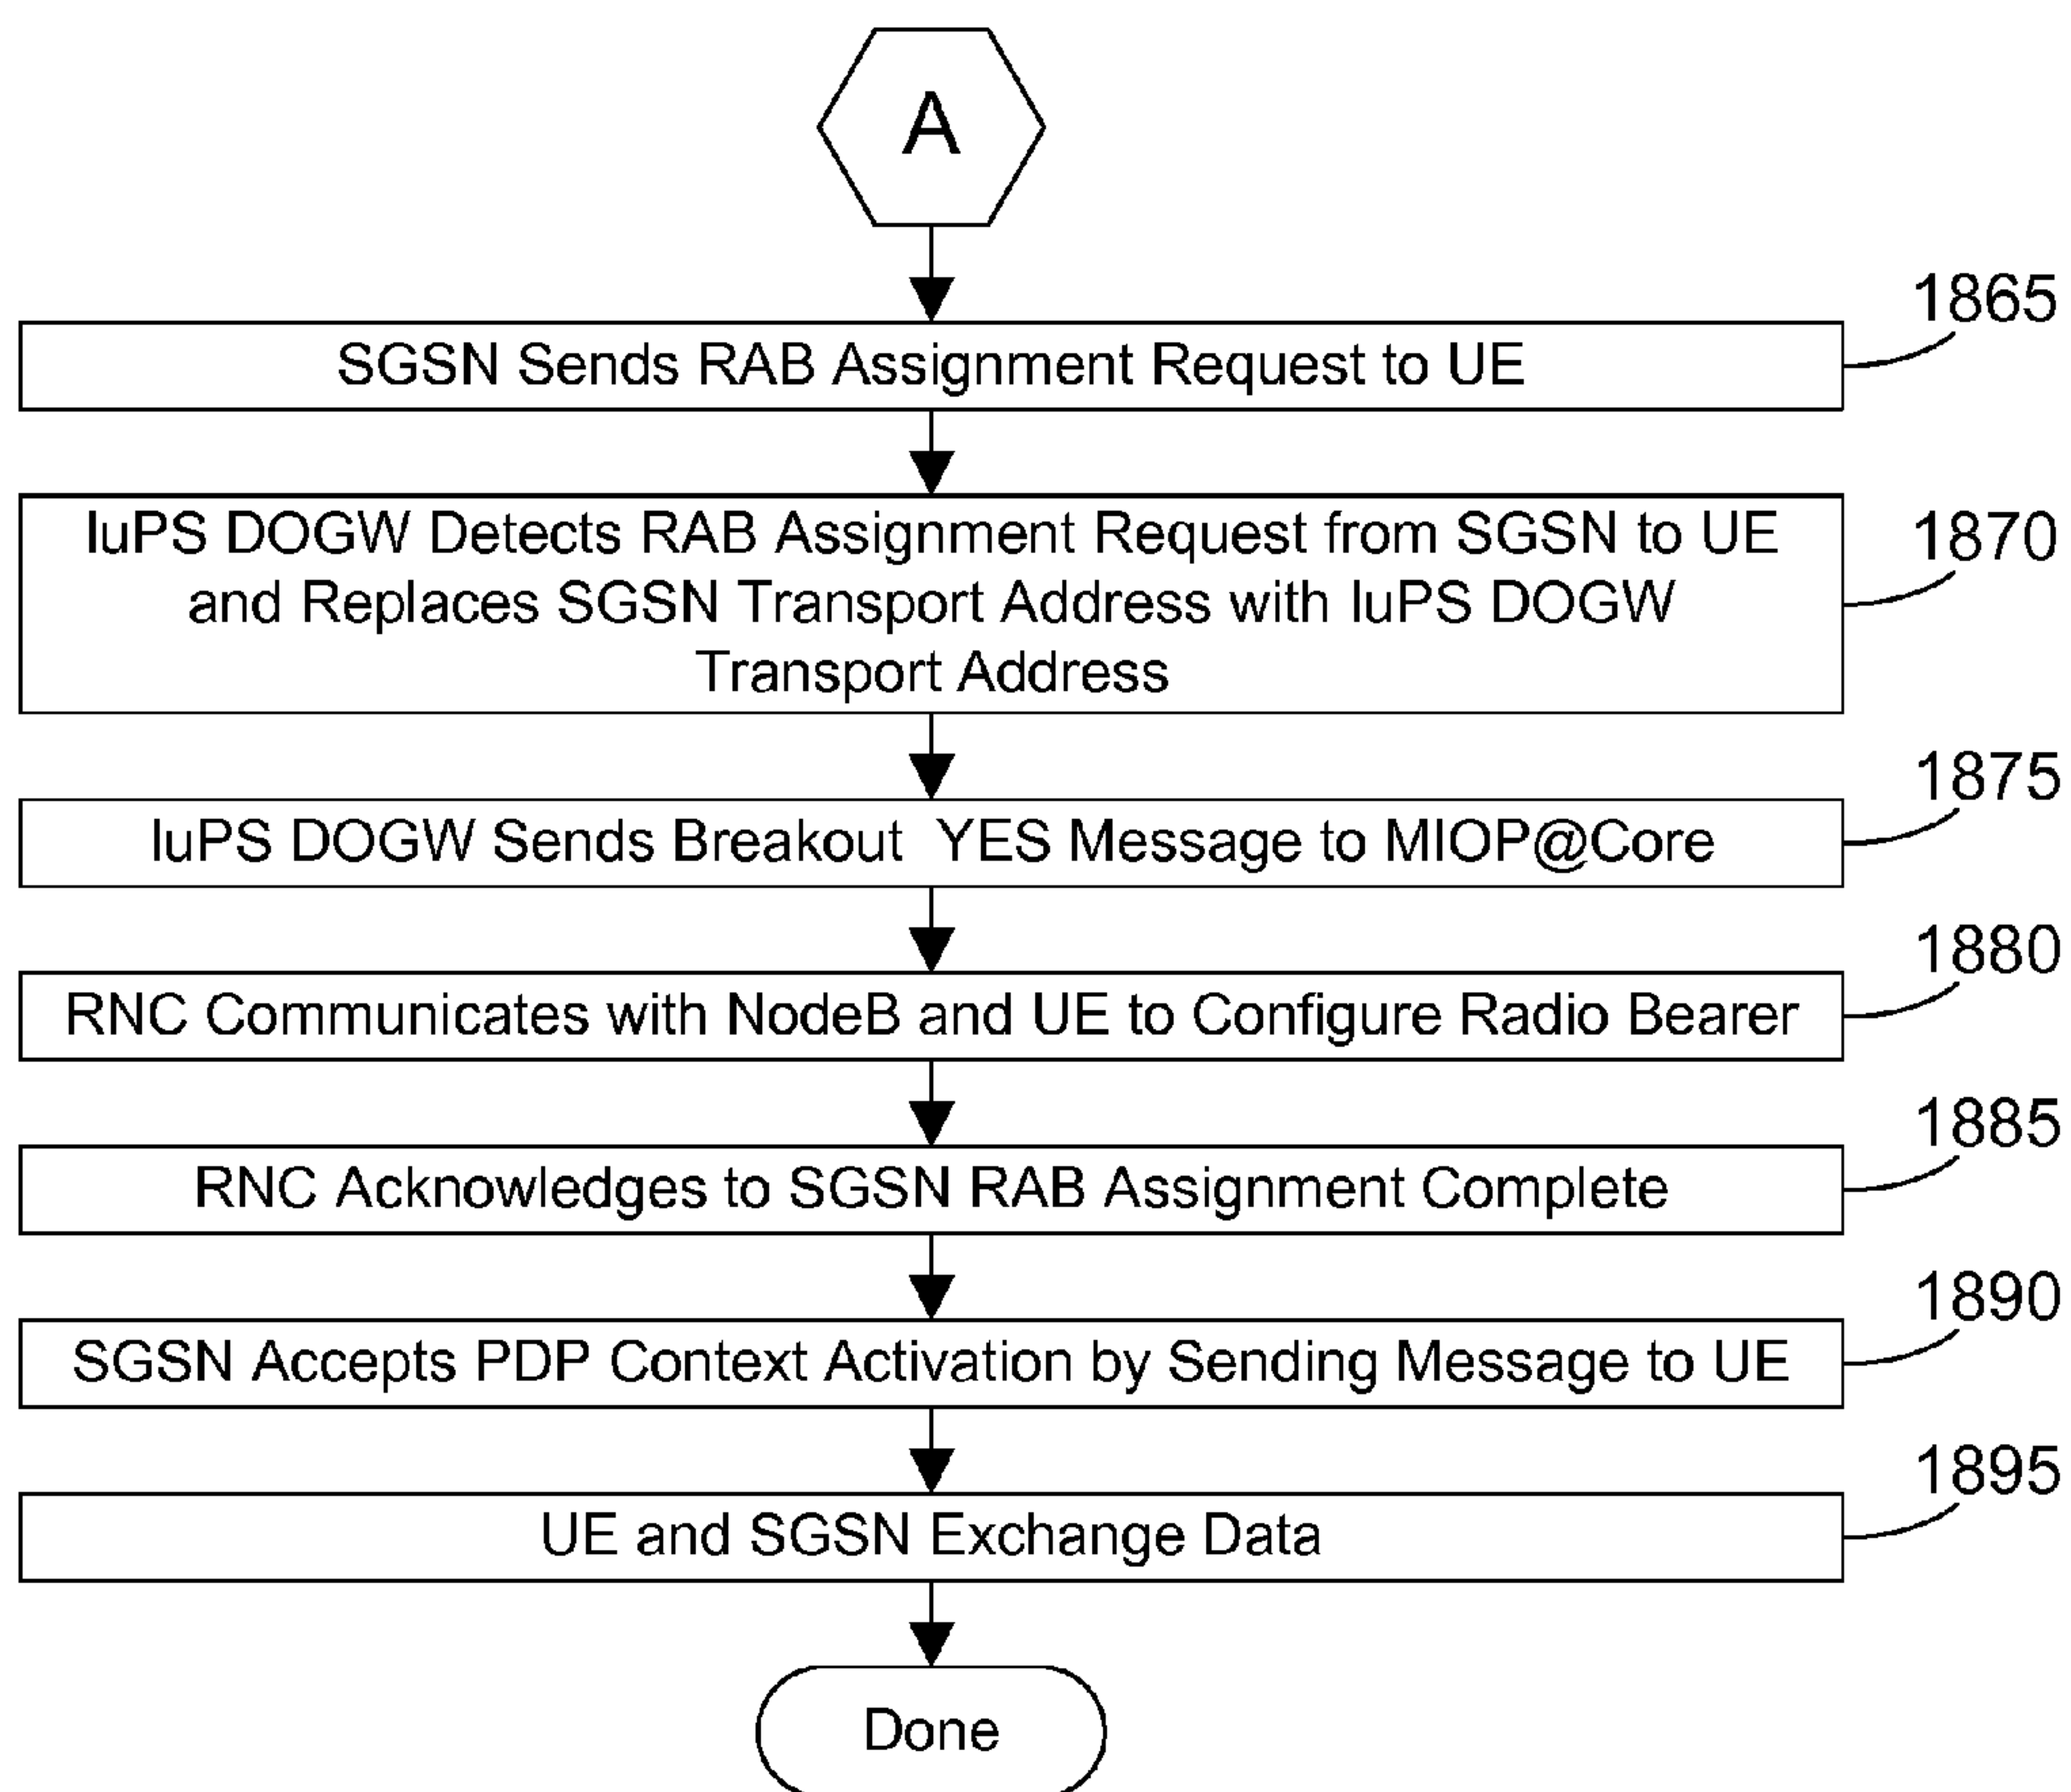 A
1865
SGSN Sends RAB Assignment Request to UE
IuPS DOGW Detects RAB Assignment Request from SGSN to UE
and Replaces SGSN Transport Address with IuPS DOGW
Transport Address
1870
1875
IuPS DOGW Sends Breakout  YES Message to MIOP@Core
1880
RNC Communicates with NodeB and UE to Configure Radio Bearer
1885
RNC Acknowledges to SGSN RAB Assignment Complete
1890
SGSN Accepts PDP Context Activation by Sending Message to UE
1895
UE and SGSN Exchange Data
Done